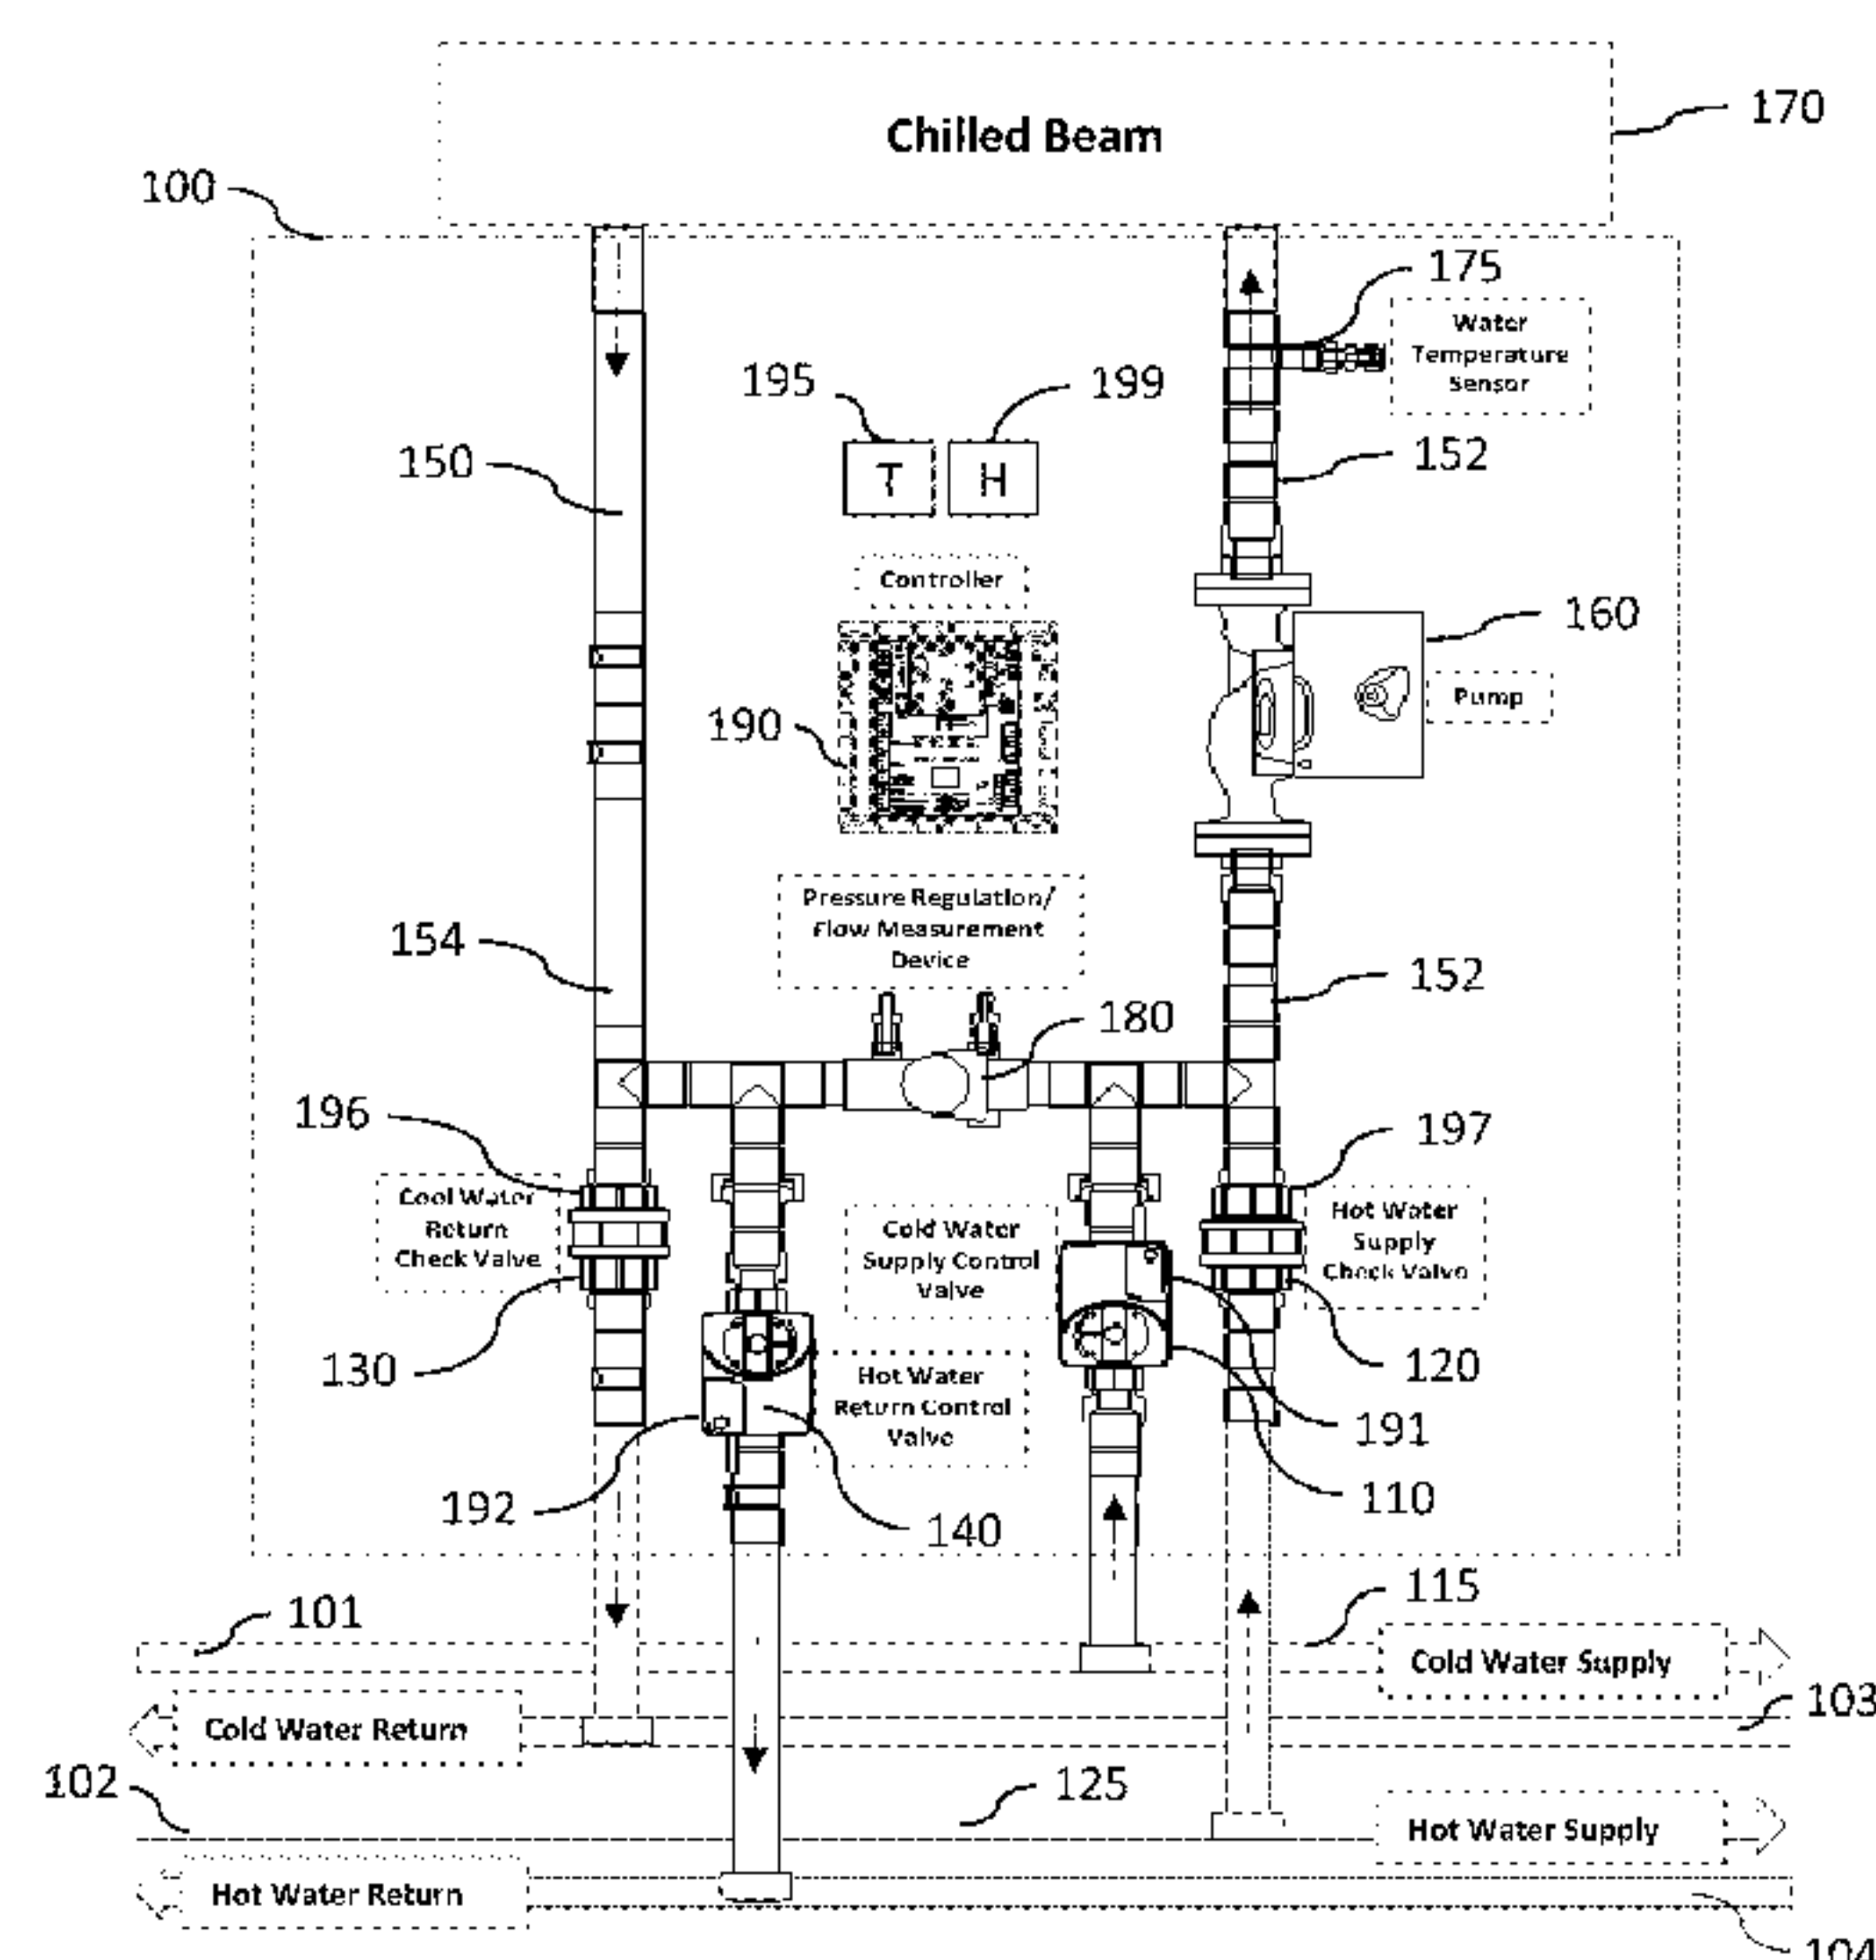 Chilled Beam
170
100
175
Water
Temperature
Sensor
195
199
T
H
150
152
Controller
160
Pump
190
Pressure Regulation/
Flow Measurement
Device
154
152
180
196
197
Cool Water
Return
Check Valve
Cold Water
Supply Control
Valve
Hot Water
Supply
Check Valve
130
120
Hot Water
Return Control
Valve
191
192
110
140
115
101
Cold Water Supply
103
Cold Water Return
102
125
Hot Water Supply
Hot Water Return
104